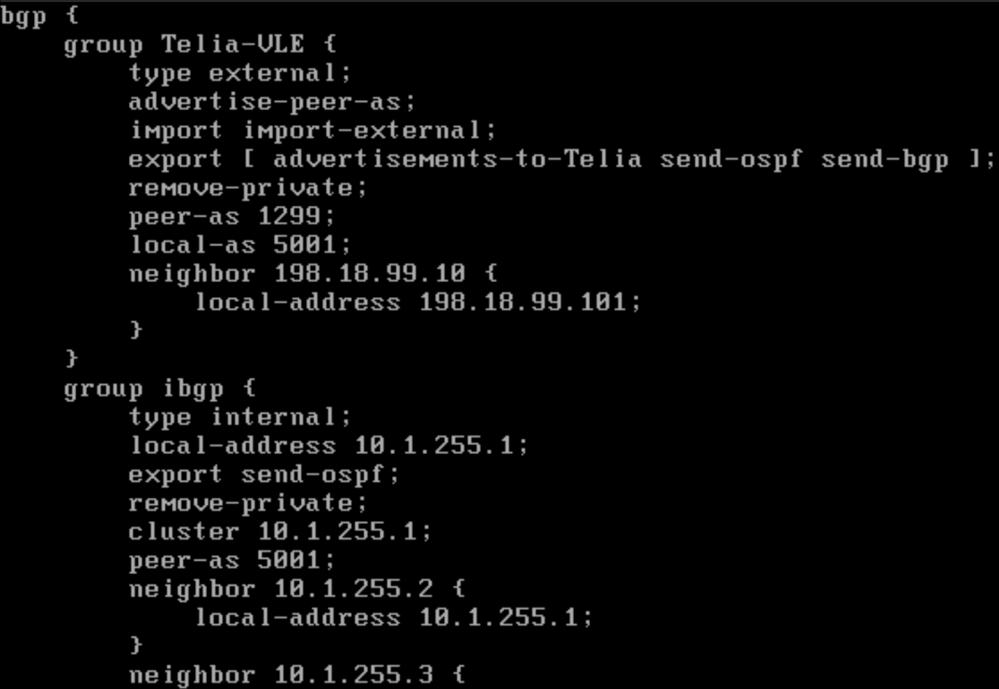 bgp {
group Telia-VLE {
type external;
advertise-peer-as;
import import-external;
export [ advertisements-to-Telia send-ospf send-bgp ];
remove-private;
peer-as 1299;
local-as 5001;
neighbor 198.18.99.10 {
local-address 198.18.99.101;
}
}
group ibgp {
type internal;
local-address 10.1.255.1;
export send-ospf;
remove-private;
cluster 10.1.255.1;
peer-as 5001;
neighbor 10.1.255.2 {
local-address 10.1.255.1;
}
neighbor 10.1.255.3 {